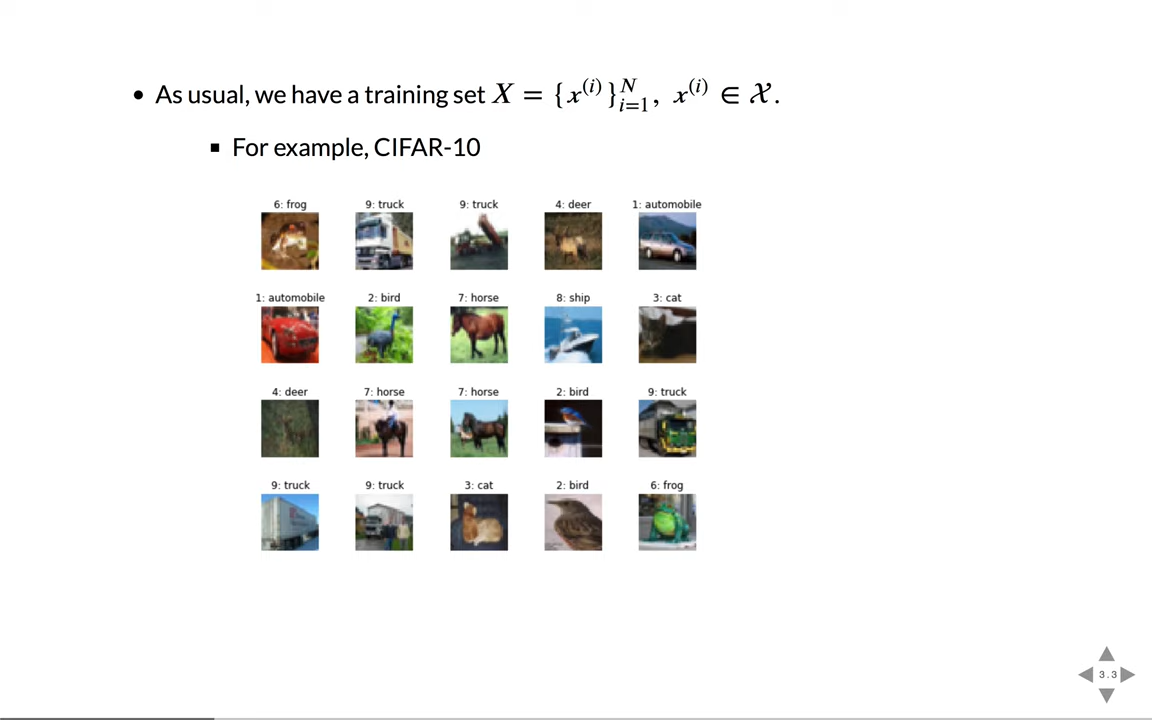 As usual, we have a training set X = {x^(i)}_{i=1}^N, x^(i) ∈ 𝒳.
For example, CIFAR-10
6: frog 9: truck 9: truck 4: deer 1: automobile
1: automobile 2: bird 7: horse 8: ship 3: cat
4: deer 7: horse 7: horse 2: bird 9: truck
9: truck 9: truck 3: cat 2: bird 6: frog
3.3